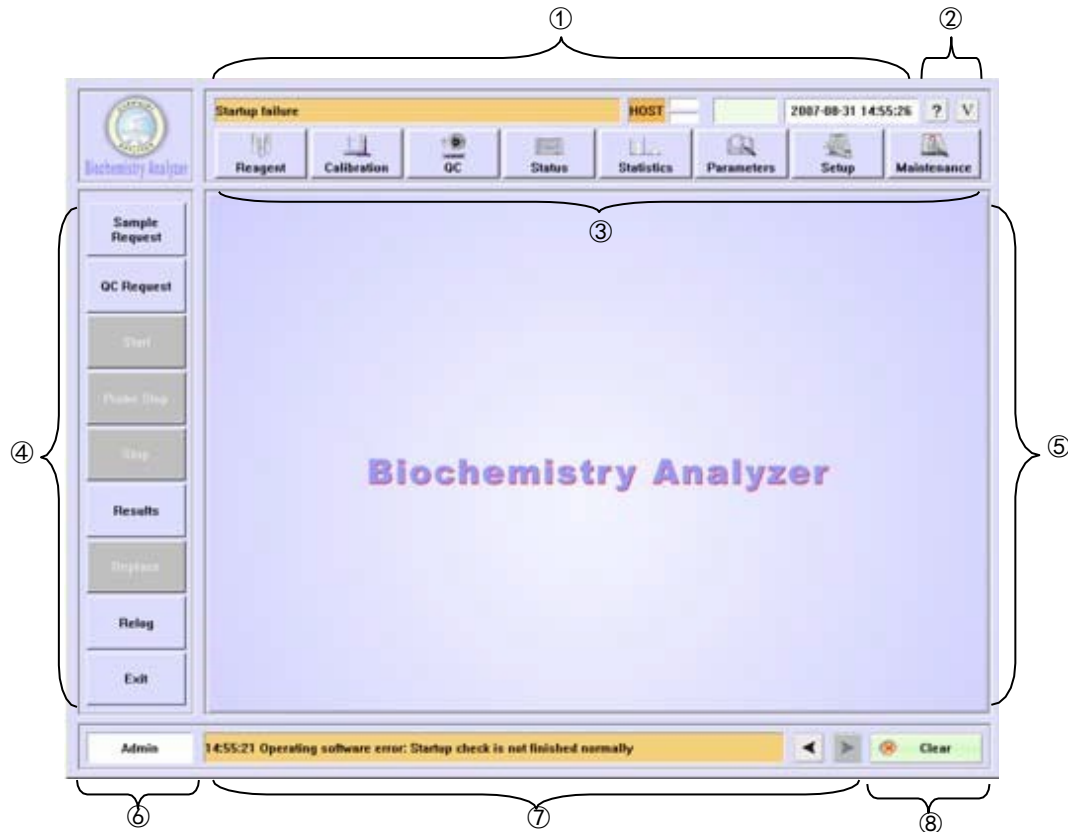 ① ②
Startup failure HOST 2007-08-31 14:55:26 ? V
Biochemistry Analyzer
Reagent Calibration QC Status Statistics Parameters Setup Maintenance
③
Sample
Request
QC Request
Start
Probe Stop
Stop
④
Results
Replace
Relog
Exit
Biochemistry Analyzer
⑤
Admin 14:55:21 Operating software error: Startup check is not finished normally Clear
⑥ ⑦ ⑧